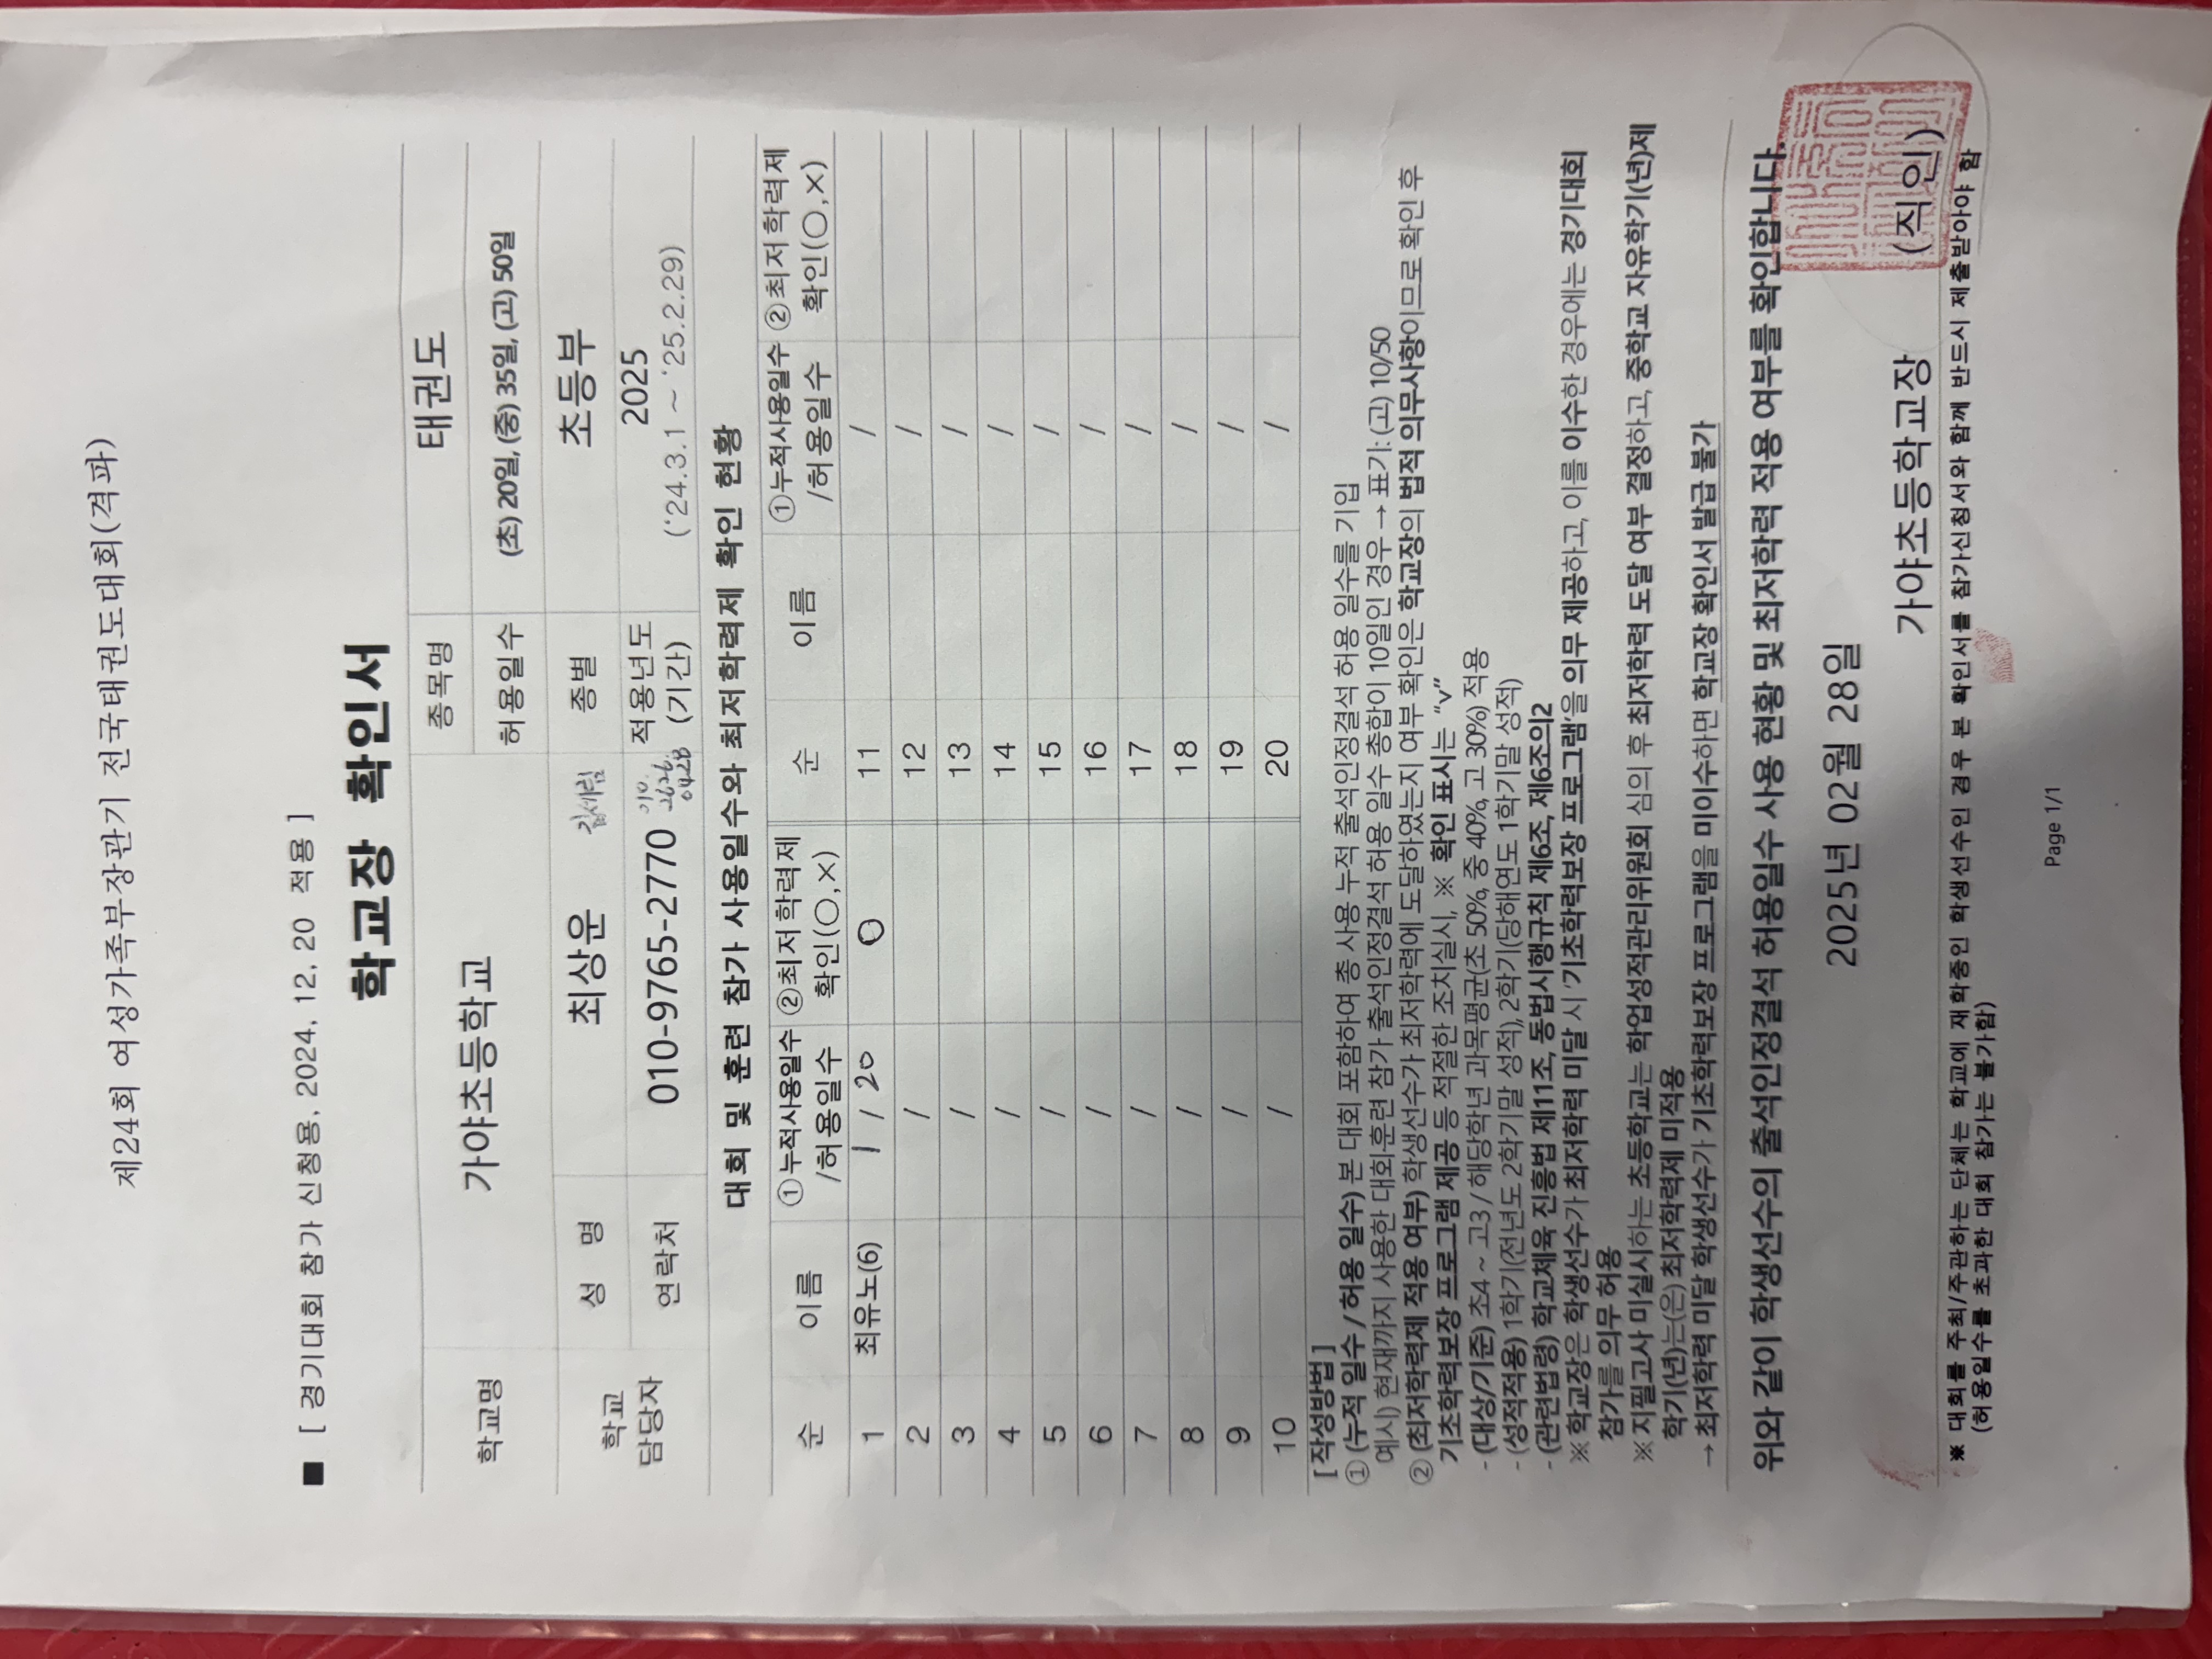 제24회 여성가족부장관기 전국태권도대회(격파)
■ [ 경기대회 참가 신청용, 2024, 12, 20 적용 ]
학교장 확인서
학교명 가야초등학교 종목명 태권도
허용일수 (초) 20일, (중) 35일, (고) 50일
학교 담당자 성 명 최상운 김세림 종별 초등부
연락처 010-9765-2770 010. 적용년도 (기간) 2025 ('24.3.1 ~ '25.2.29)
대회 및 훈련 참가 사용일수와 최저학력제 확인 현황
순 이름 ①누적사용일수 /허용일수 ②최저학력제 확인(○,×) 순 이름 ①누적사용일수 /허용일수 ②최저학력제 확인(○,×)
1 최유노(6) 1 / 20 O 11 /
2 / 12 /
3 / 13 /
4 / 14 /
5 / 15 /
6 / 16 /
7 / 17 /
8 / 18 /
9 / 19 /
10 / 20 /
[작성방법]
① (누적 일수 / 허용 일수) 본 대회 포함하여 총 사용 누적 출석인정결석 허용 일수를 기입
예시) 현재까지 사용한 대회훈련 참가 출석인정결석 허용 일수 총합이 10일인 경우 → 표기: (고) 10/50
② (최저학력제 적용 여부) 학생선수가 최저학력에 도달하였는지 여부 확인은 학교장의 법적 의무사항이므로 확인 후
기초학력보장 프로그램 제공 등 적절한 조치실시, ※ 확인 표시는 "v"
- (대상/기준) 초4 ~ 고3 / 해당학년 과목평균(초 50%, 중 40%, 고 30%) 적용
- (성적적용) 1학기(전년도 2학기말 성적), 2학기(당해연도 1학기말 성적)
- (관련법령) 학교체육 진흥법 제11조, 동법시행규칙 제6조, 제6조의2
※ 학교장은 학생선수가 최저학력 미달 시 '기초학력보장 프로그램'을 의무 제공하고, 이를 이수한 경우에는 경기대회
참가를 의무 허용
※ 지필고사 미실시하는 초등학교는 학업성적관리위원회 심의 후 최저학력 도달 여부 결정하고, 중학교 자유학기(년)제
학기(년)는(은) 최저학력제 미적용
→ 최저학력 미달 학생선수가 기초학력보장 프로그램을 미이수하면 학교장 확인서 발급 불가
위와 같이 학생선수의 출석인정결석 허용일수 사용 현황 및 최저학력 적용 여부를 확인합니다.
2025년 02월 28일
가야초등학교장 (직인)
※ 대회를 주최/주관하는 단체는 학교에 재학중인 학생선수인 경우 본 확인서를 참가신청서와 함께 반드시 제출받아야 함
(허용일수를 초과한 대회 참가는 불가함)
Page 1/1